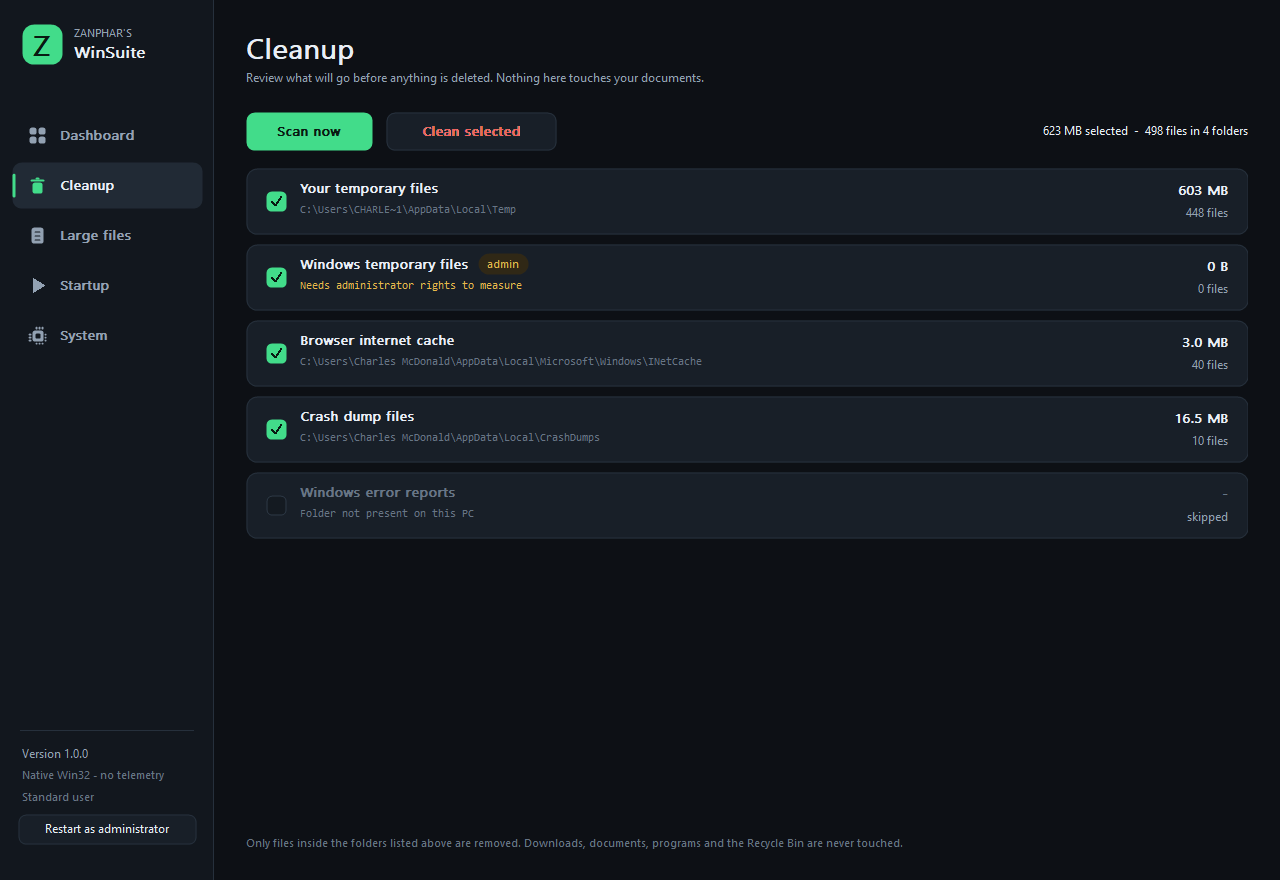 ZANPHAR'S
Z
WinSuite
Dashboard
Cleanup
Large files
Startup
System
Version 1.0.0
Native Win32 - no telemetry
Standard user
Restart as administrator
Cleanup
Review what will go before anything is deleted. Nothing here touches your documents.
Scan now
Clean selected
623 MB selected - 498 files in 4 folders
Your temporary files
603 MB
C:\Users\CHARLE~1\AppData\Local\Temp
448 files
Windows temporary files admin
0 B
Needs administrator rights to measure
0 files
Browser internet cache
3.0 MB
C:\Users\Charles McDonald\AppData\Local\Microsoft\Windows\INetCache
40 files
Crash dump files
16.5 MB
C:\Users\Charles McDonald\AppData\Local\CrashDumps
10 files
Windows error reports
-
Folder not present on this PC
skipped
Only files inside the folders listed above are removed. Downloads, documents, programs and the Recycle Bin are never touched.